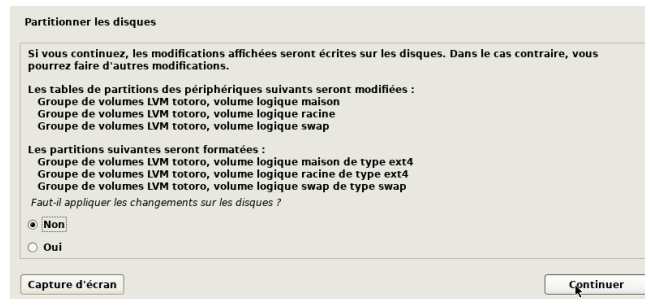 Partitionner les disques
Si vous continuez, les modifications affichées seront écrites sur les disques. Dans le cas contraire, vous
pourrez faire d'autres modifications.
Les tables de partitions des périphériques suivants seront modifiées :
Groupe de volumes LVM totoro, volume logique maison
Groupe de volumes LVM totoro, volume logique racine
Groupe de volumes LVM totoro, volume logique swap
Les partitions suivantes seront formatées :
Groupe de volumes LVM totoro, volume logique maison de type ext4
Groupe de volumes LVM totoro, volume logique racine de type ext4
Groupe de volumes LVM totoro, volume logique swap de type swap
Faut-il appliquer les changements sur les disques ?
Non
Oui
Capture d'écran
Continuer